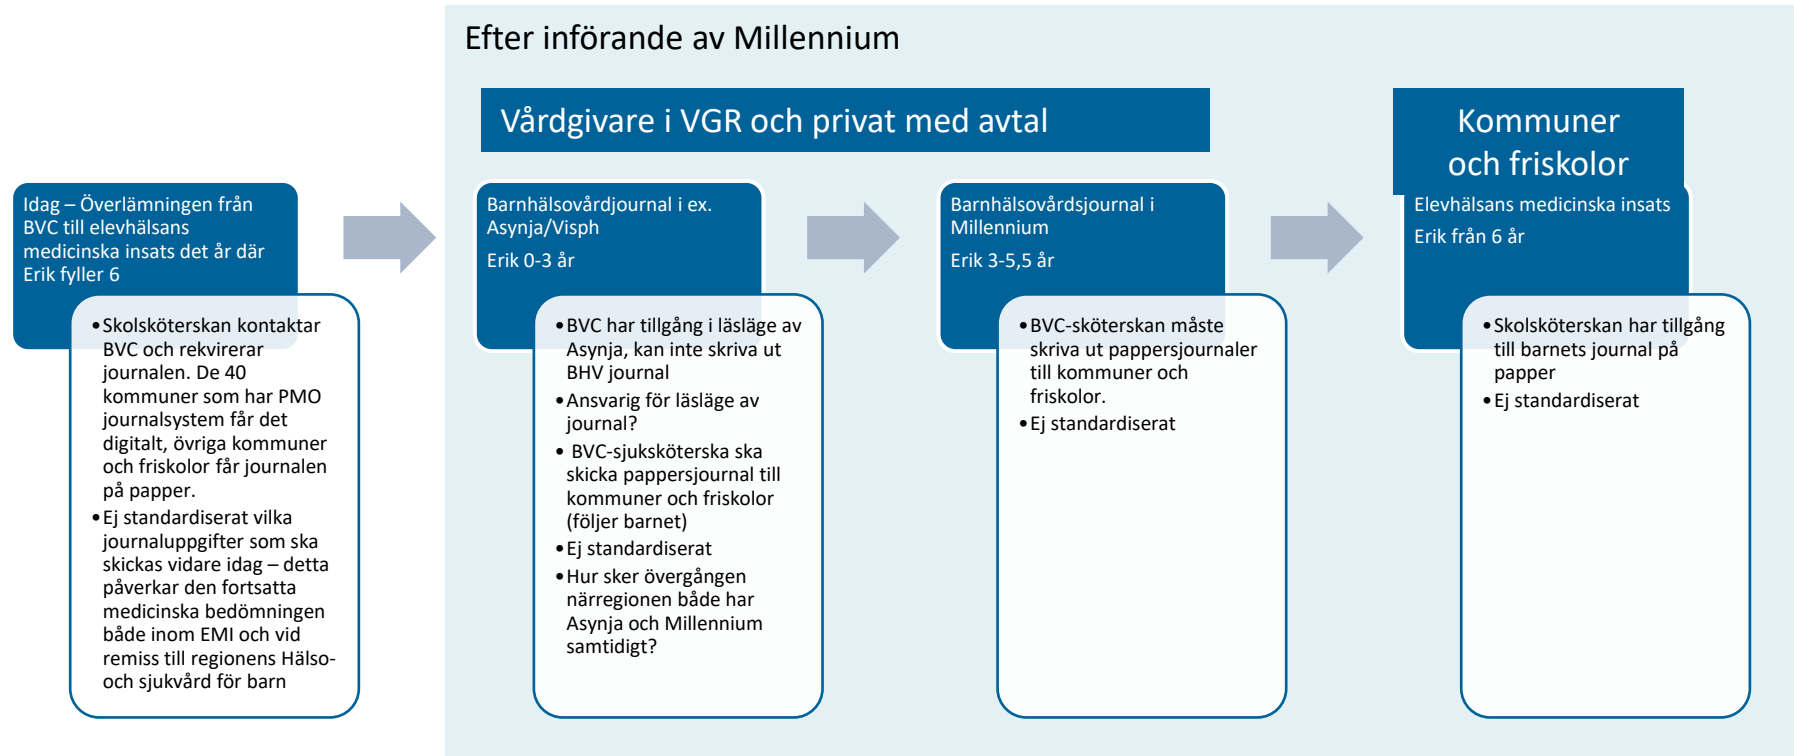 Efter införande av Millennium
Vårdgivare i VGR och privat med avtal
Kommuner
och friskolor
Idag – Överlämningen från
BVC till elevhälsans
medicinska insats det år där
Erik fyller 6
•Skolsköterskan kontaktar
BVC och rekvirerar
journalen. De 40
kommuner som har PMO
journalsystem får det
digitalt, övriga kommuner
och friskolor får journalen
på papper.
•Ej standardiserat vilka
journaluppgifter som ska
skickas vidare idag – detta
påverkar den fortsatta
medicinska bedömningen
både inom EMI och vid
remiss till regionens Hälso-
och sjukvård för barn
Barnhälsovårdjournal i ex.
Asynja/Visph
Erik 0-3 år
•BVC har tillgång i läsläge av
Asynja, kan inte skriva ut
BHV journal
•Ansvarig för läsläge av
journal?
• BVC-sjuksköterska ska
skicka pappersjournal till
kommuner och friskolor
(följer barnet)
•Ej standardiserat
•Hur sker övergången
närregionen både har
Asynja och Millennium
samtidigt?
Barnhälsovårdsjournal i
Millennium
Erik 3-5,5 år
•BVC-sköterskan måste
skriva ut pappersjournaler
till kommuner och
friskolor.
•Ej standardiserat
Elevhälsans medicinska insats
Erik från 6 år
•Skolsköterskan har tillgång
till barnets journal på
papper
•Ej standardiserat